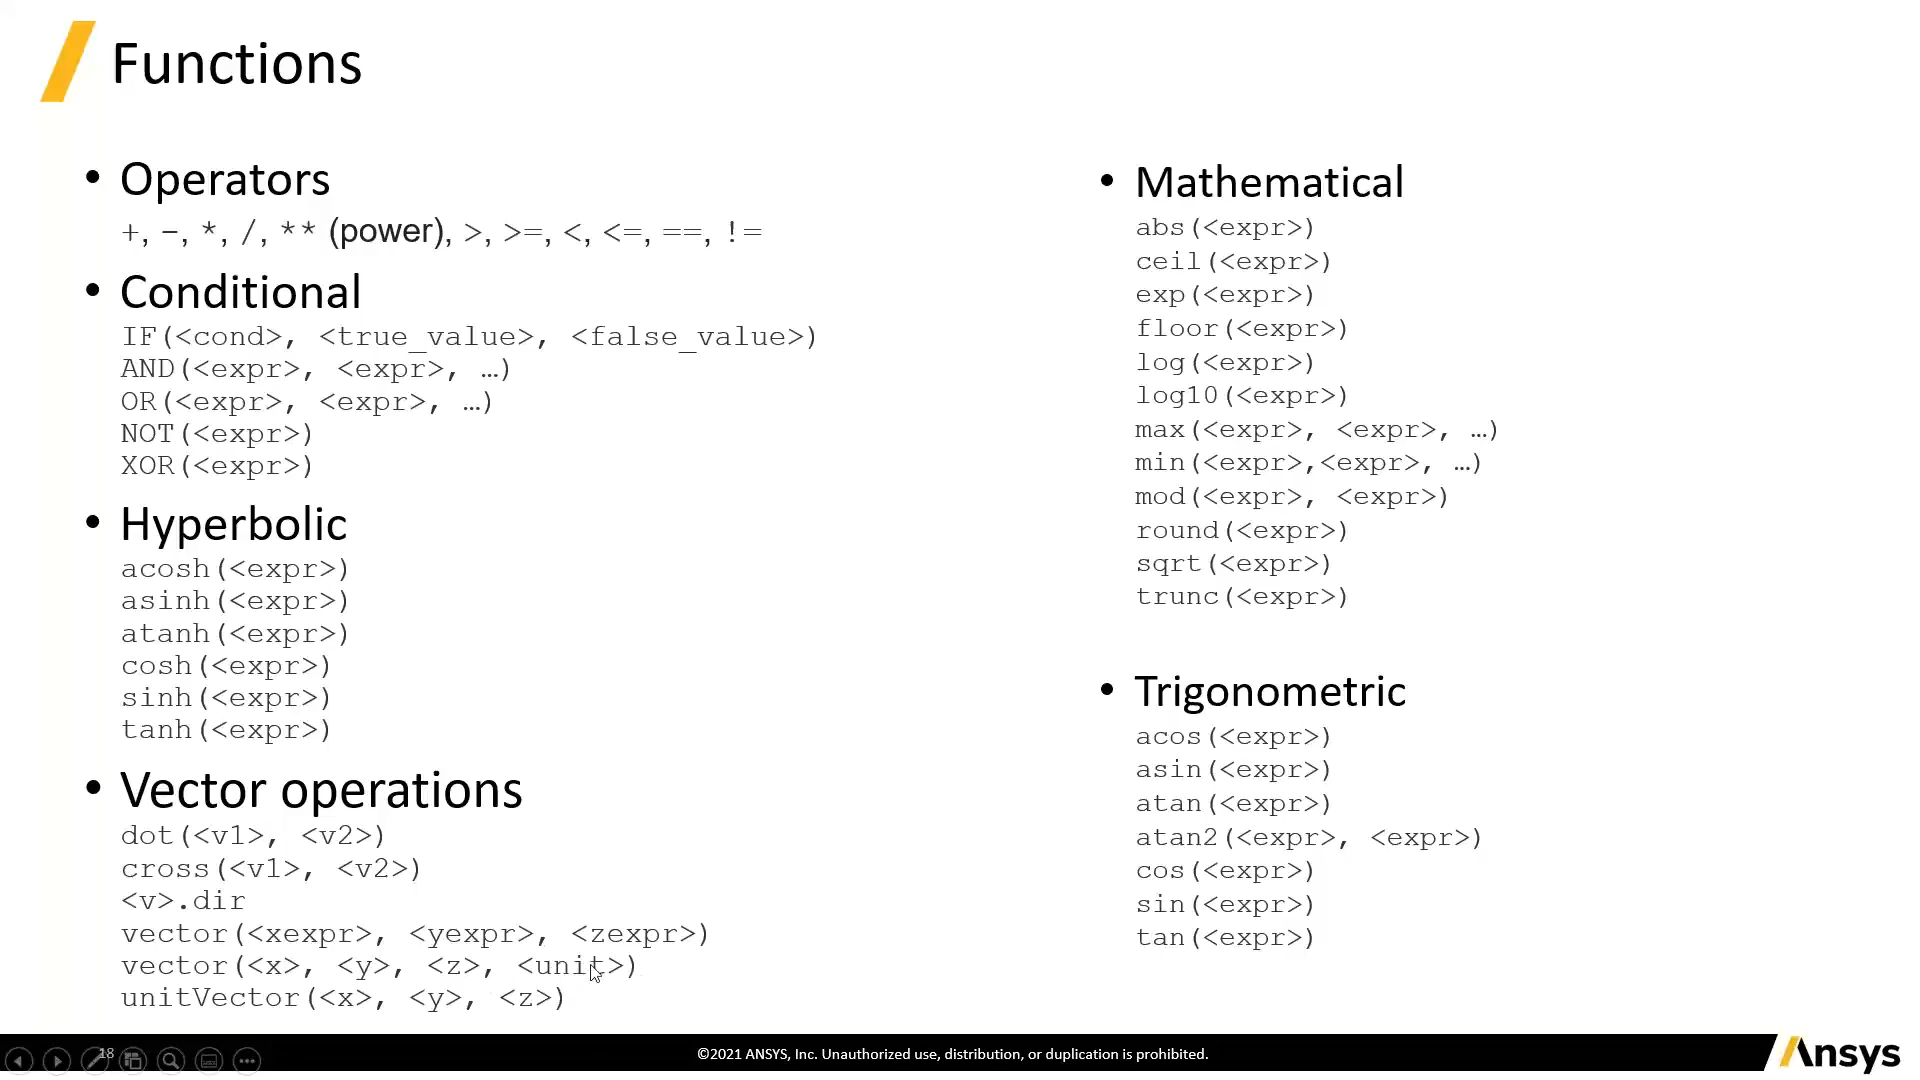 Functions
• Operators
+, -, *, /, ** (power), >, >=, <, <=, ==, !=
• Conditional
IF(<cond>, <true_value>, <false_value>)
AND(<expr>, <expr>, …)
OR(<expr>, <expr>, …)
NOT(<expr>)
XOR(<expr>)
• Hyperbolic
acosh(<expr>)
asinh(<expr>)
atanh(<expr>)
cosh(<expr>)
sinh(<expr>)
tanh(<expr>)
• Vector operations
dot(<v1>, <v2>)
cross(<v1>, <v2>)
<v>.dir
vector(<xexpr>, <yexpr>, <zexpr>)
vector(<x>, <y>, <z>, <unit>)
unitVector(<x>, <y>, <z>)
• Mathematical
abs(<expr>)
ceil(<expr>)
exp(<expr>)
floor(<expr>)
log(<expr>)
log10(<expr>)
max(<expr>, <expr>, …)
min(<expr>,<expr>, …)
mod(<expr>, <expr>)
round(<expr>)
sqrt(<expr>)
trunc(<expr>)
• Trigonometric
acos(<expr>)
asin(<expr>)
atan(<expr>)
atan2(<expr>, <expr>)
cos(<expr>)
sin(<expr>)
tan(<expr>)
18
©2021 ANSYS, Inc. Unauthorized use, distribution, or duplication is prohibited.
Ansys